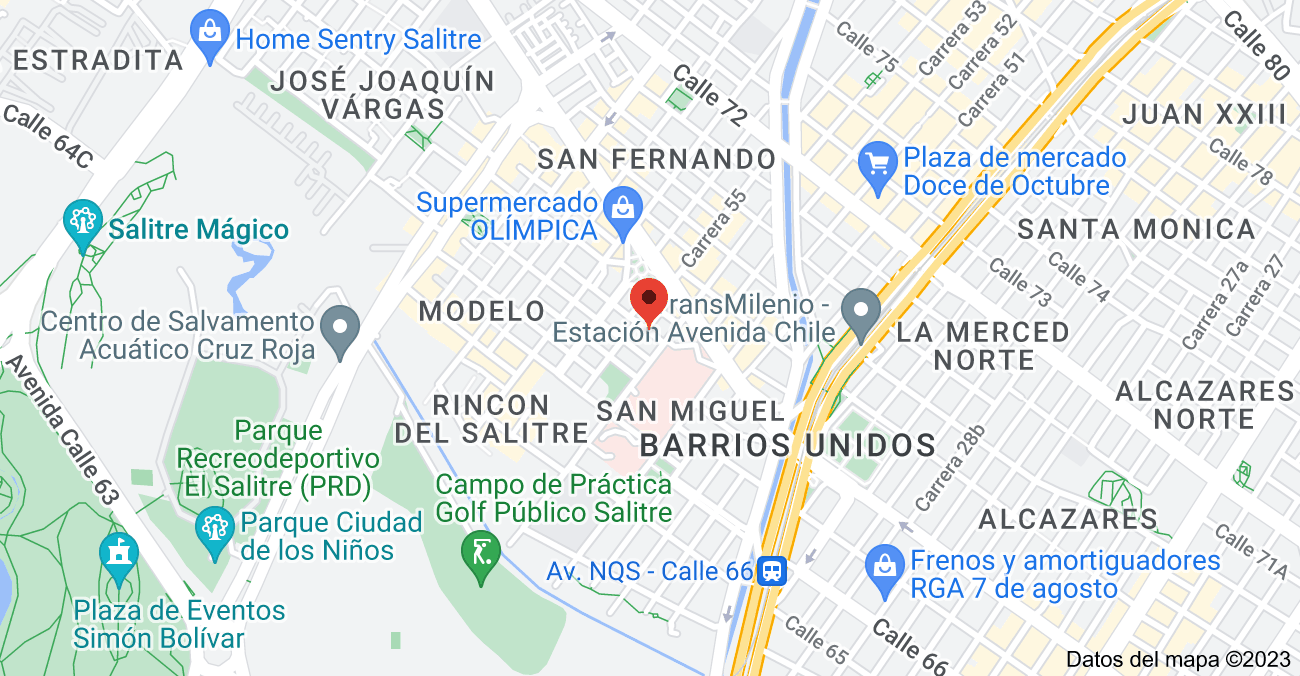 Home Sentry Salitre
ESTRADITA
JOSÉ JOAQUÍN
VÁRGAS
Calle 64C
Calle 72
Calle 75
Carrera 53
Carrera 52
Carrera 51
Calle 80
JUAN XXIII
Calle 78
SAN FERNANDO
Plaza de mercado
Doce de Octubre
Supermercado
OLÍMPICA
Carrera 55
Salitre Mágico
SANTA MONICA
Calle 73
Calle 74
Carrera 27a
Carrera 27
MODELO
ransMilenio -
Estación Avenida Chile
Centro de Salvamento
Acuático Cruz Roja
LA MERCED
NORTE
Avenida Calle 63
ALCAZARES
NORTE
RINCON
DEL SALITRE
SAN MIGUEL
BARRIOS UNIDOS
Parque
Recreodeportivo
El Salitre (PRD)
Campo de Práctica
Golf Público Salitre
Carrera 28b
ALCAZARES
Parque Ciudad
de los Niños
Calle 71A
Av. NQS - Calle 66
Frenos y amortiguadores
RGA 7 de agosto
Plaza de Eventos
Simón Bolívar
Calle 65
Calle 66
Datos del mapa ©2023